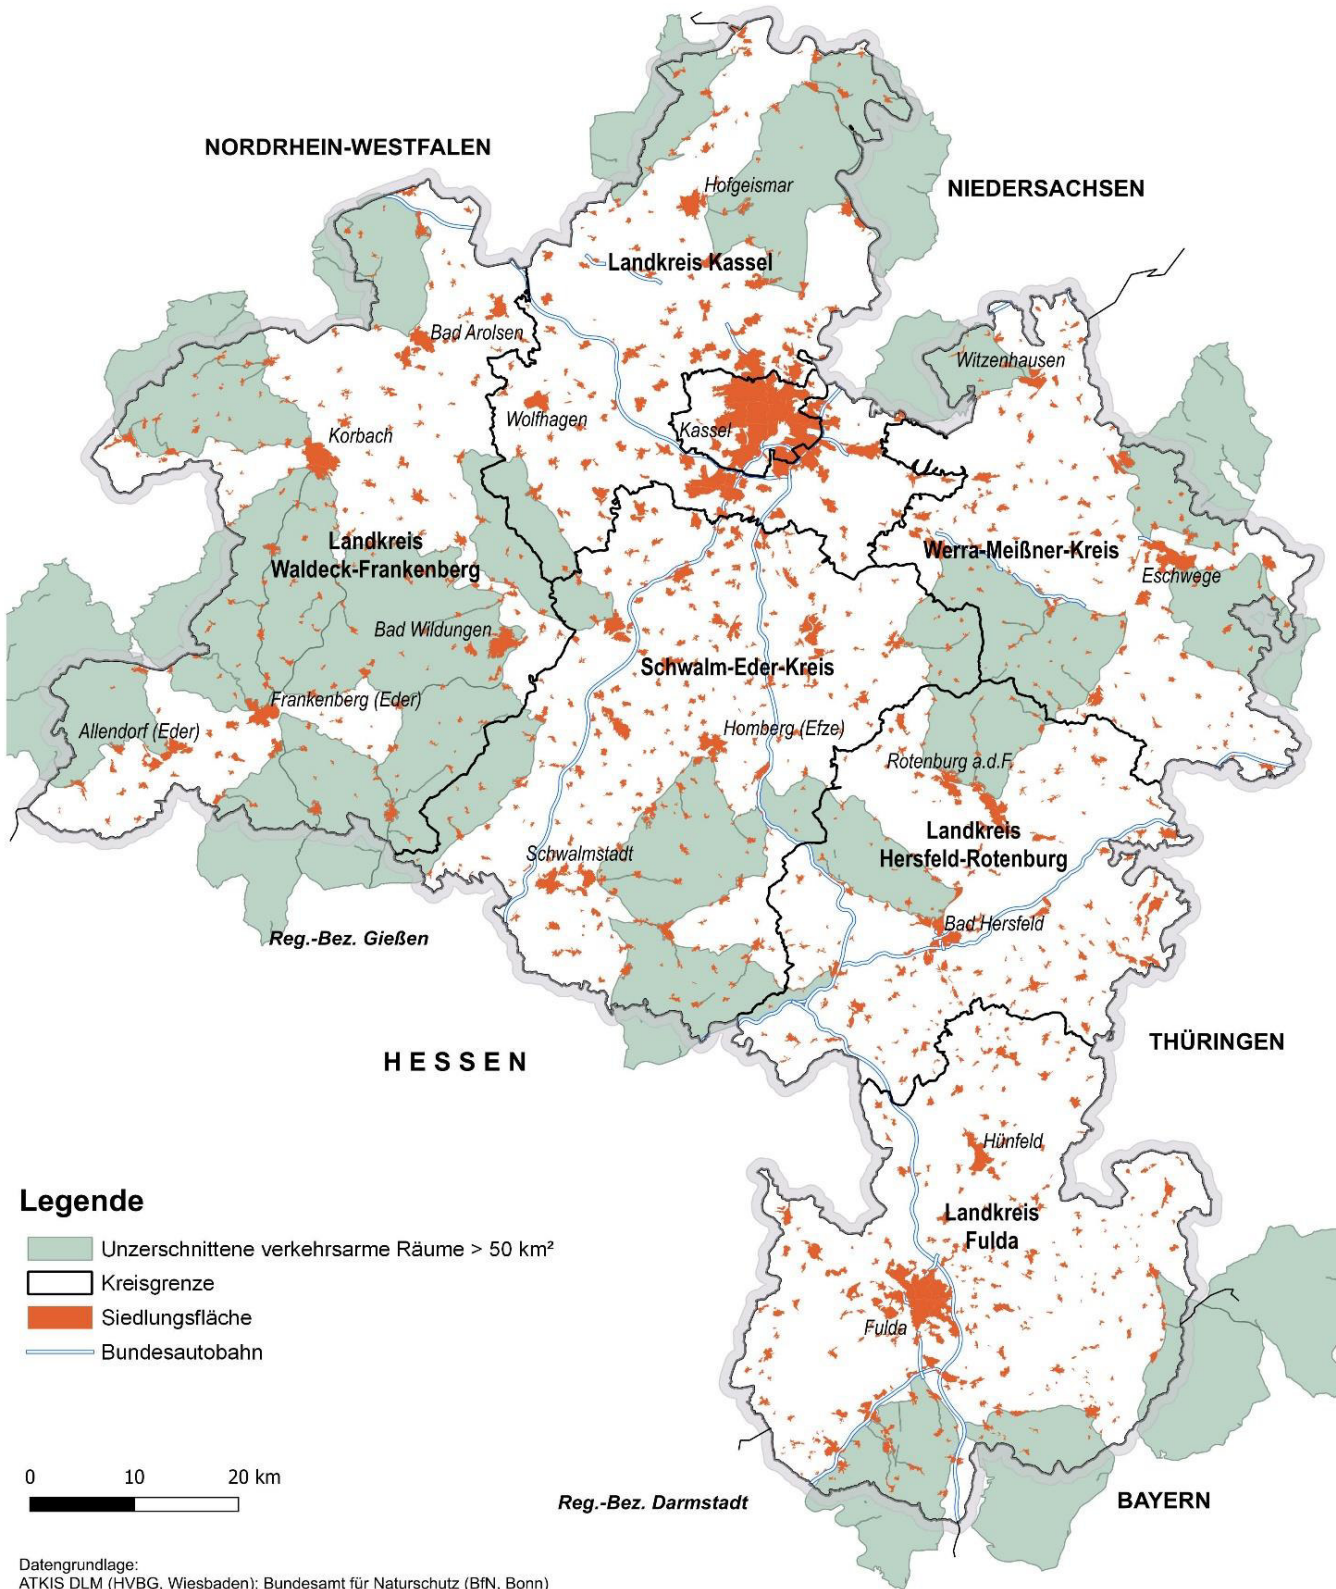 NORDRHEIN-WESTFALEN
NIEDERSACHSEN
Hofgeismar
Landkreis Kassel
Bad Arolsen
Witzenhausen
Wolfhagen
Kassel
Korbach
Landkreis
Waldeck-Frankenberg
Werra-Meißner-Kreis
Eschwege
Bad Wildungen
Schwalm-Eder-Kreis
Frankenberg (Eder)
Allendorf (Eder)
Homberg (Efze)
Rotenburg a.d.F.
Landkreis
Hersfeld-Rotenburg
Schwalmstadt
Bad Hersfeld
Reg.-Bez. Gießen
HESSEN
THÜRINGEN
Hünfeld
Landkreis
Fulda
Fulda
Legende
Unzerschnittene verkehrsarme Räume > 50 km²
Kreisgrenze
Siedlungsfläche
Bundesautobahn
0 10 20 km
Reg.-Bez. Darmstadt
BAYERN
Datengrundlage:
ATKIS DLM (HVBG, Wiesbaden); Bundesamt für Naturschutz (BfN, Bonn)